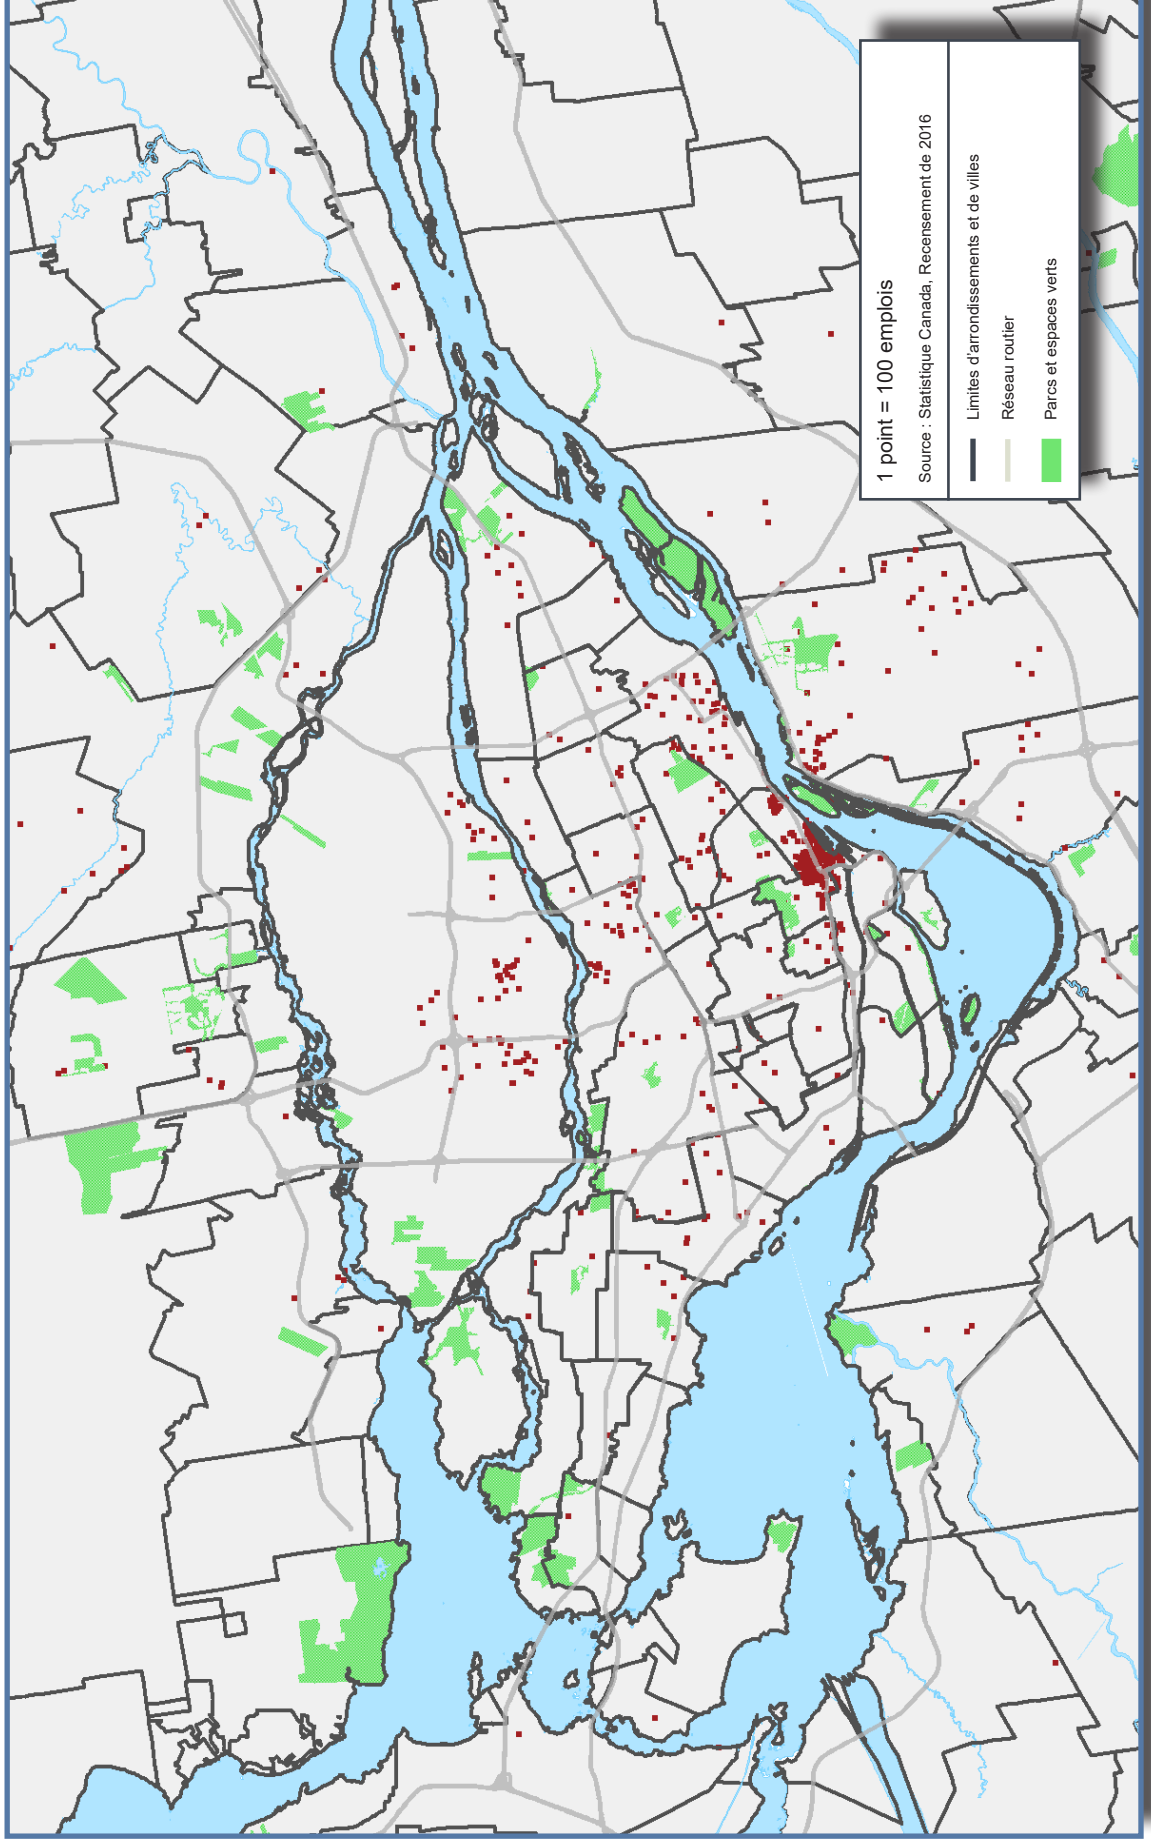 1 point = 100 emplois
Source : Statistique Canada, Recensement de 2016
Limites d'arrondissements et de villes
Réseau routier
Parcs et espaces verts